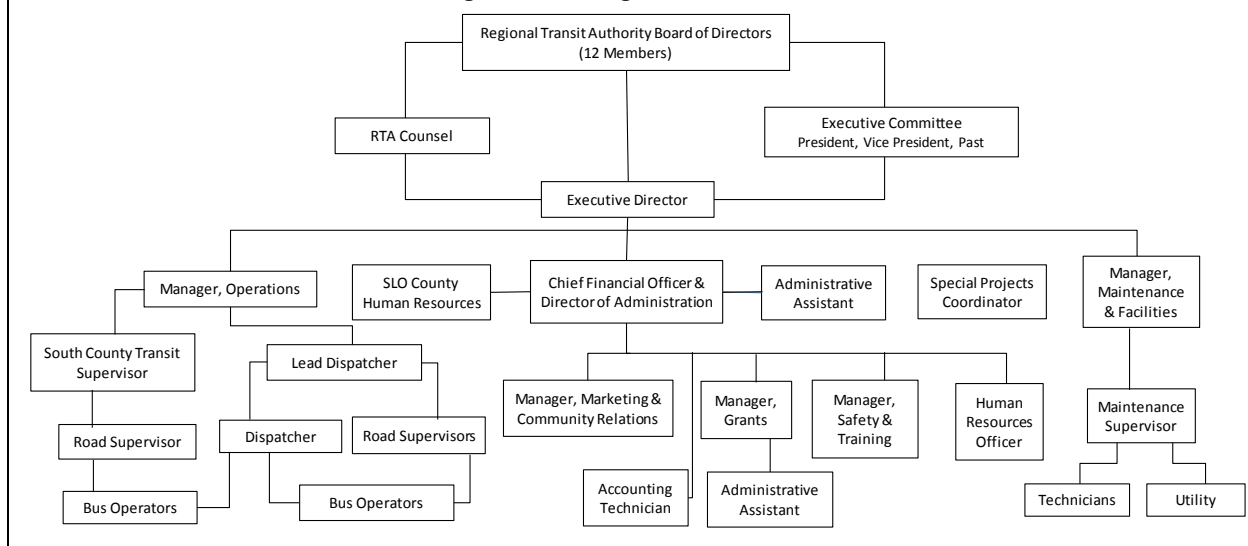 Regional Transit Authority Board of Directors
(12 Members)
RTA Counsel
Executive Committee
President, Vice President, Past
Executive Director
Manager, Operations
SLO County
Human Resources
Chief Financial Officer &
Director of Administration
Administrative
Assistant
Special Projects
Coordinator
Manager,
Maintenance
& Facilities
South County Transit
Supervisor
Lead Dispatcher
Manager, Marketing &
Community Relations
Manager,
Grants
Manager,
Safety &
Training
Human
Resources
Officer
Maintenance
Supervisor
Road Supervisor
Dispatcher
Road Supervisors
Bus Operators
Bus Operators
Accounting
Technician
Administrative
Assistant
Technicians
Utility